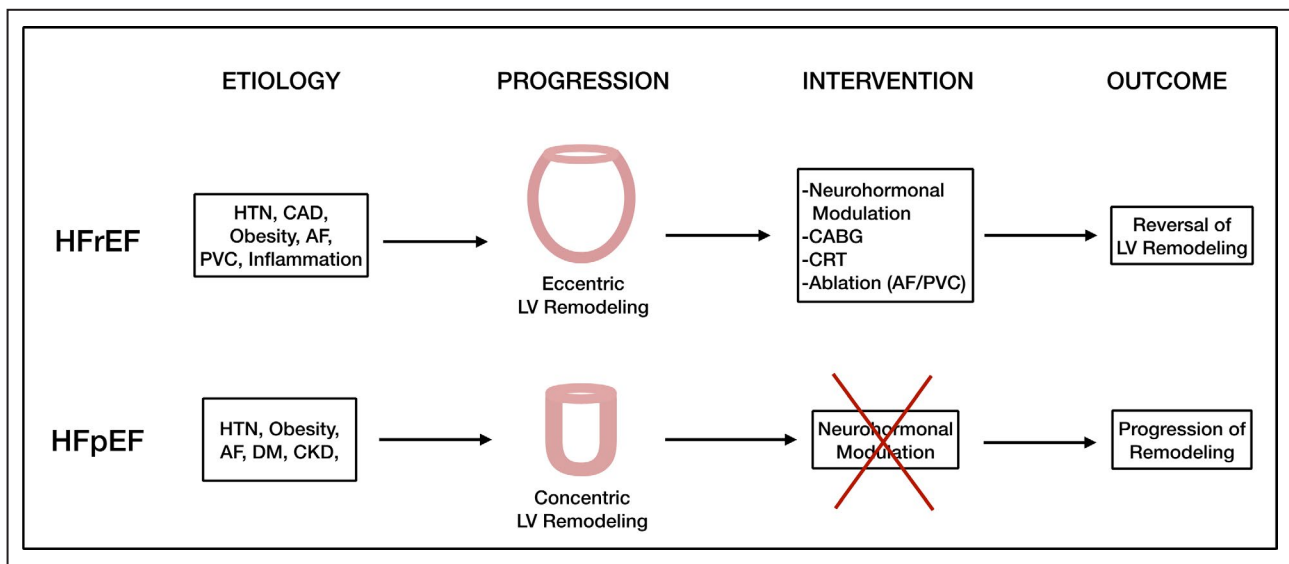 ETIOLOGY PROGRESSION INTERVENTION OUTCOME
HFrEF
HTN, CAD,
Obesity, AF,
PVC, Inflammation
Eccentric
LV Remodeling
-Neurohormonal
Modulation
-CABG
-CRT
-Ablation (AF/PVC)
Reversal of
LV Remodeling
HFpEF
HTN, Obesity,
AF, DM, CKD,
Concentric
LV Remodeling
Neurohormonal
Modulation
Progression of
Remodeling